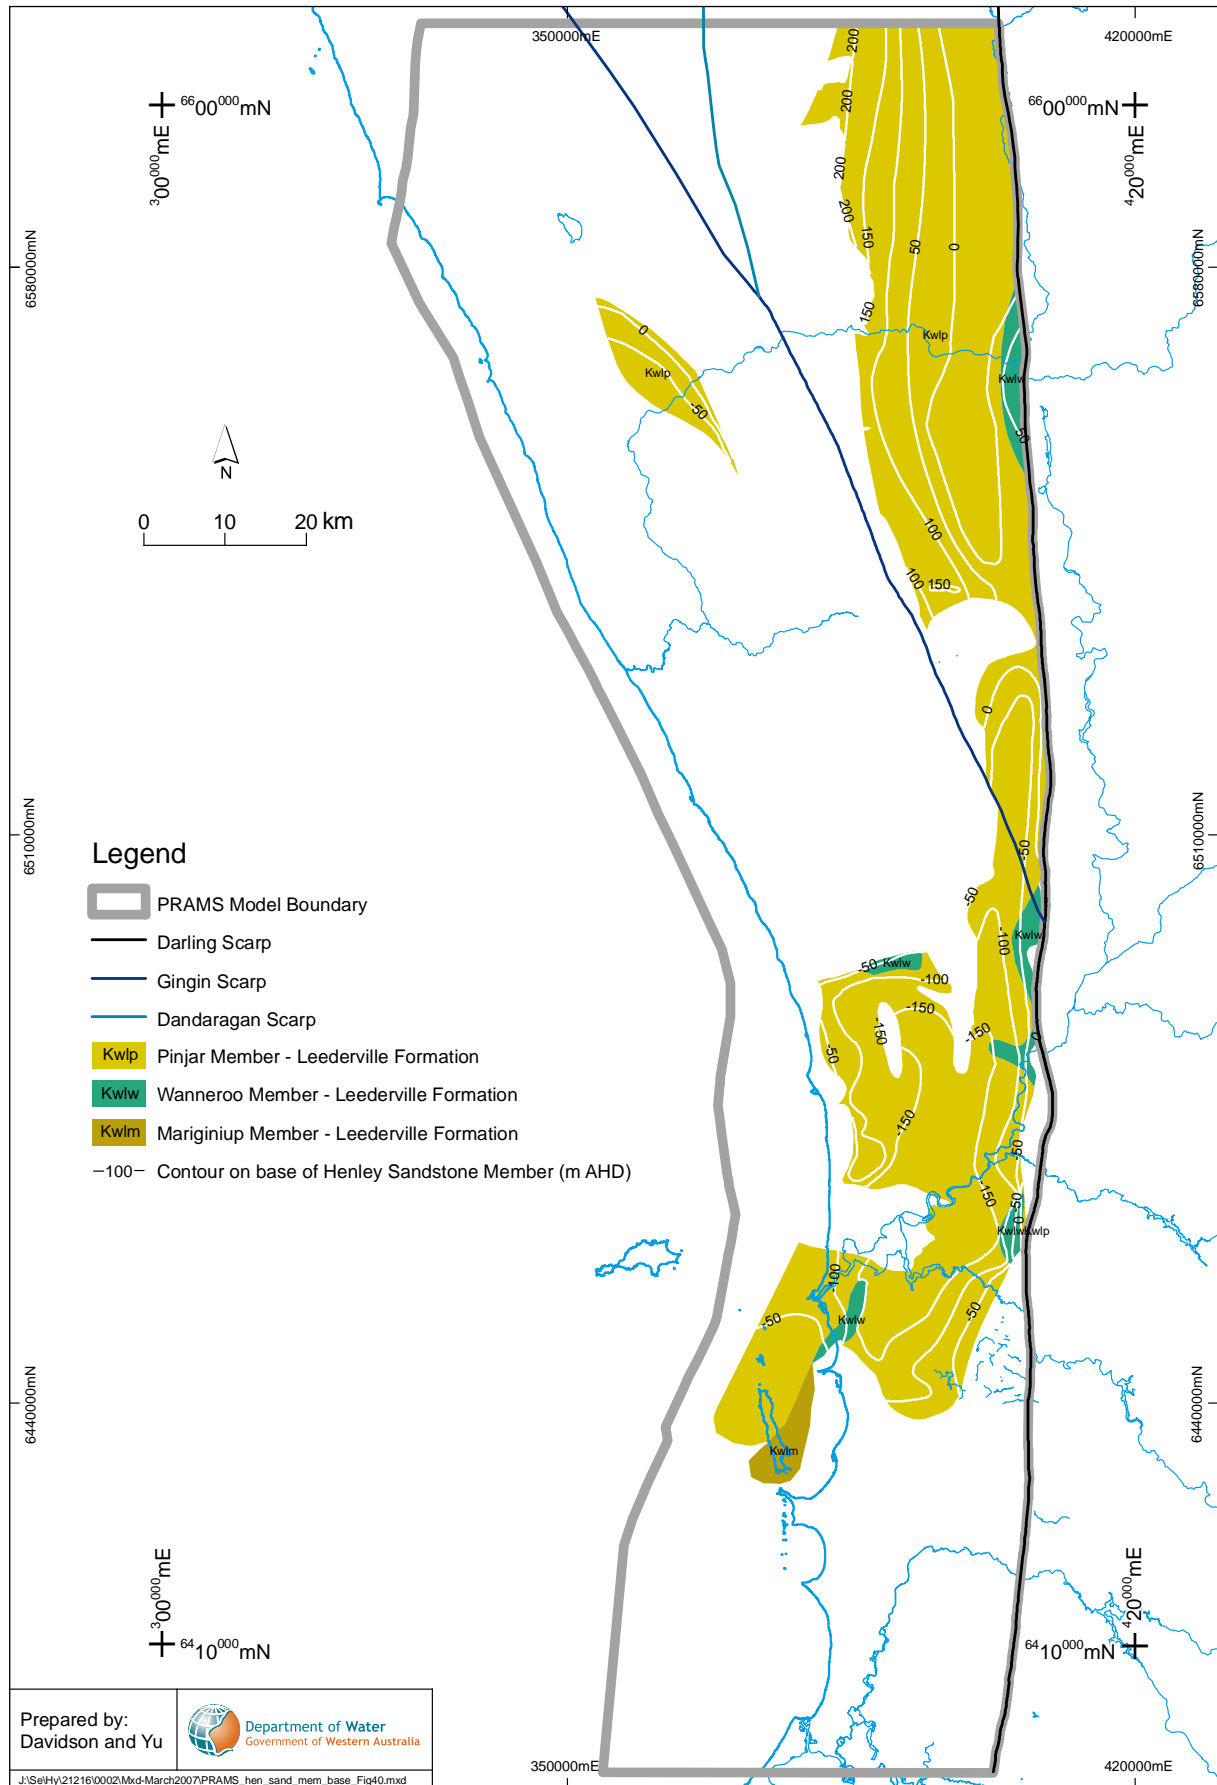 350000mE
420000mE
6600000mN
6600000mN
300000mE
420000mE
6580000mN
6580000mN
200
200
200
200
150
50
0
150
Kwlp
0
Kwlp
-50
Kwlw
50
N
0 10 20 km
100
100
150
0
6510000mN
6510000mN
-50
-50
Kwlw
-100
-50
Kwlw
-100
-150
-150
-150
0
-50
-150
-50
-150
-50
0
KwlwKwlp
-100
-50
Kwlw
-50
Kwlm
Legend
PRAMS Model Boundary
Darling Scarp
Gingin Scarp
Dandaragan Scarp
Kwlp Pinjar Member - Leederville Formation
Kwlw Wanneroo Member - Leederville Formation
Kwlm Mariginiup Member - Leederville Formation
–100– Contour on base of Henley Sandstone Member (m AHD)
6440000mN
6440000mN
300000mE
420000mE
6410000mN
6410000mN
350000mE
420000mE
Prepared by:
Davidson and Yu
Department of Water
Government of Western Australia
J:\Se\Hy\21216\0002\Mxd-March2007\PRAMS_hen_sand_mem_base_Fig40.mxd